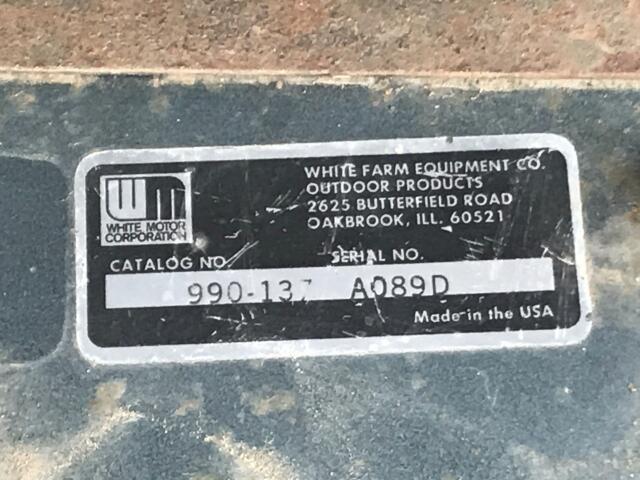 WHITE FARM EQUIPMENT CO.
OUTDOOR PRODUCTS
2625 BUTTERFIELD ROAD
OAKBROOK, ILL. 60521
WM
WHITE MOTOR
CORPORATION
CATALOG NO. SERIAL NO.
990-137 A089D
Made in the USA